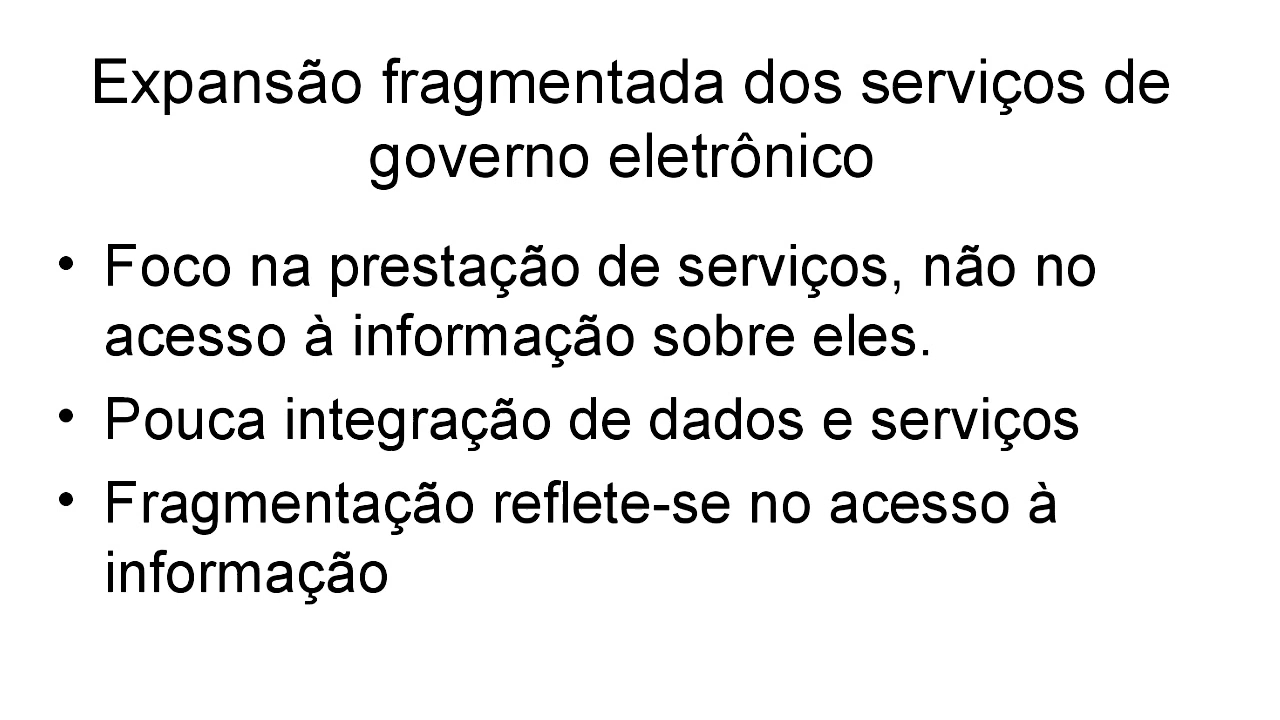 Expansão fragmentada dos serviços de
governo eletrônico
• Foco na prestação de serviços, não no
acesso à informação sobre eles.
• Pouca integração de dados e serviços
• Fragmentação reflete-se no acesso à
informação